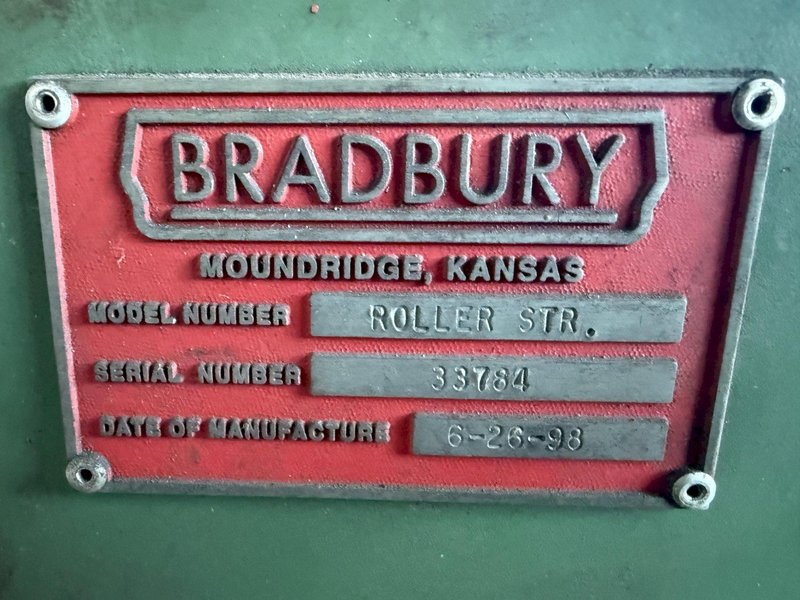 BRADBURY
MOUNDRIDGE, KANSAS
MODEL NUMBER ROLLER STR.
SERIAL NUMBER 33784
DATE OF MANUFACTURE 6-26-98